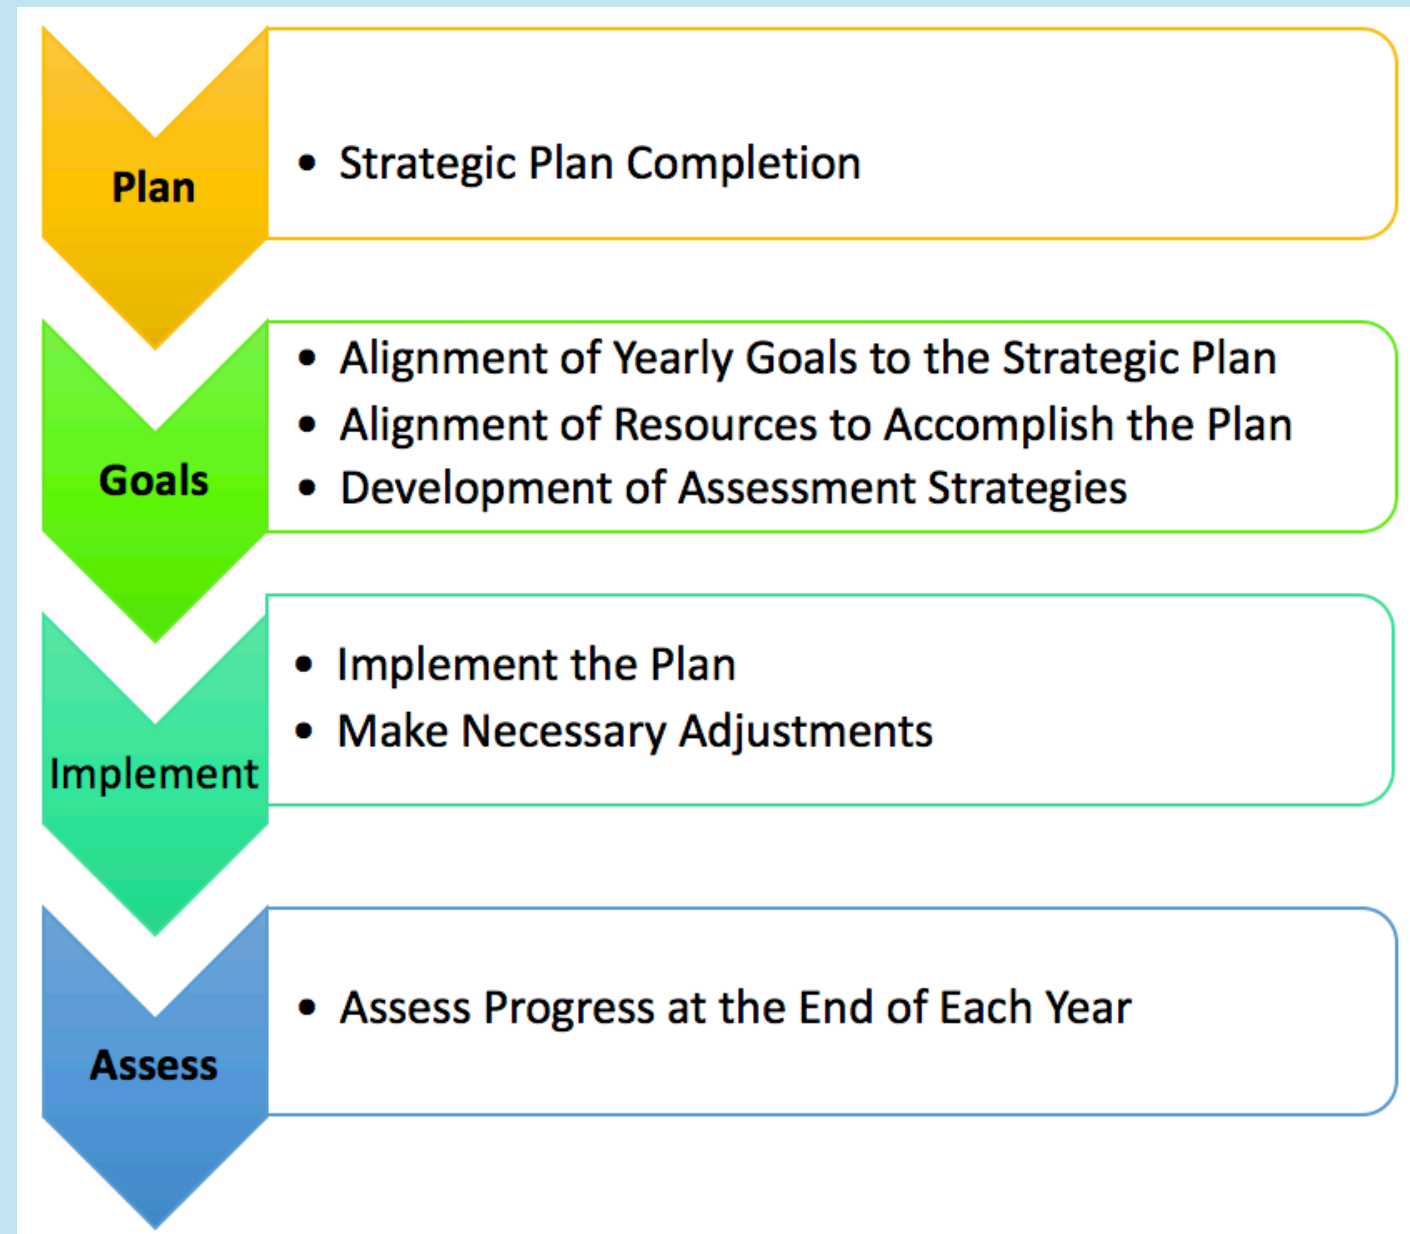 Plan
• Strategic Plan Completion
Goals
• Alignment of Yearly Goals to the Strategic Plan
• Alignment of Resources to Accomplish the Plan
• Development of Assessment Strategies
Implement
• Implement the Plan
• Make Necessary Adjustments
Assess
• Assess Progress at the End of Each Year